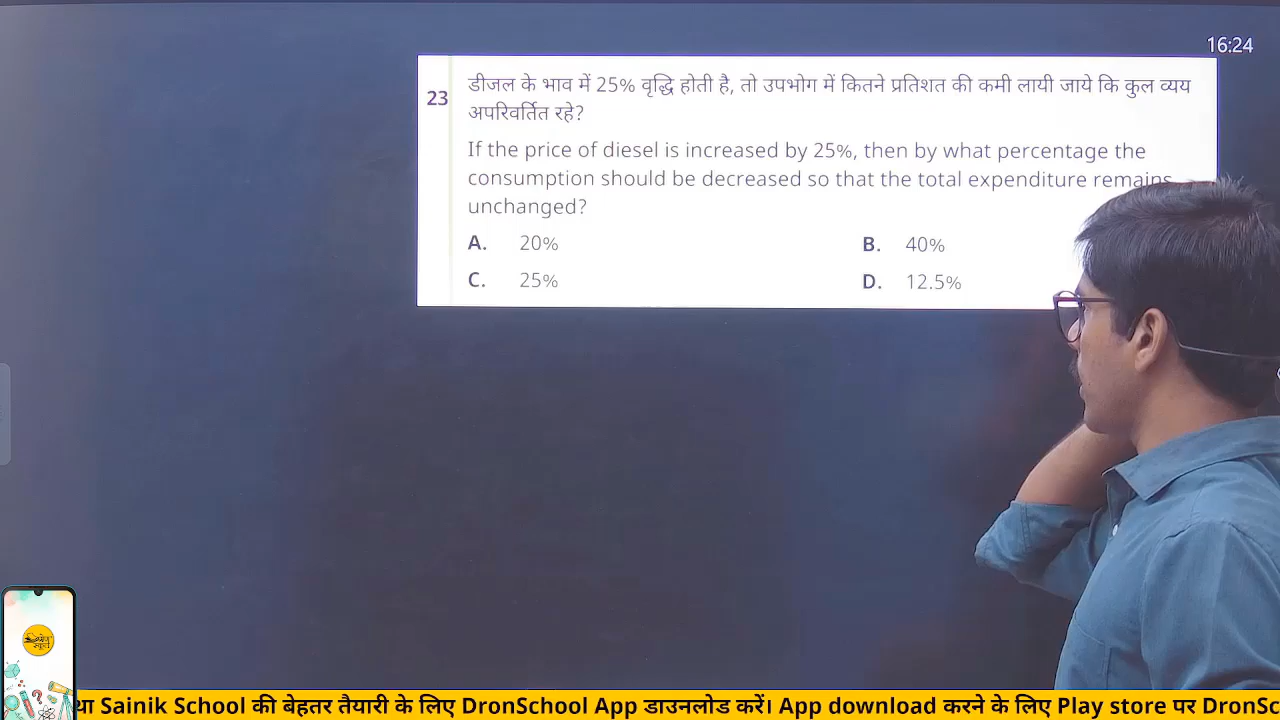 16:24
23
डीजल के भाव में 25% वृद्धि होती है, तो उपभोग में कितने प्रतिशत की कमी लायी जाये कि कुल व्यय
अपरिवर्तित रहे?
If the price of diesel is increased by 25%, then by what percentage the
consumption should be decreased so that the total expenditure remains
unchanged?
A. 20% B. 40%
C. 25% D. 12.5%
Sainik School की बेहतर तैयारी के लिए DronSchool App डाउनलोड करें। App download करने के लिए Play store पर